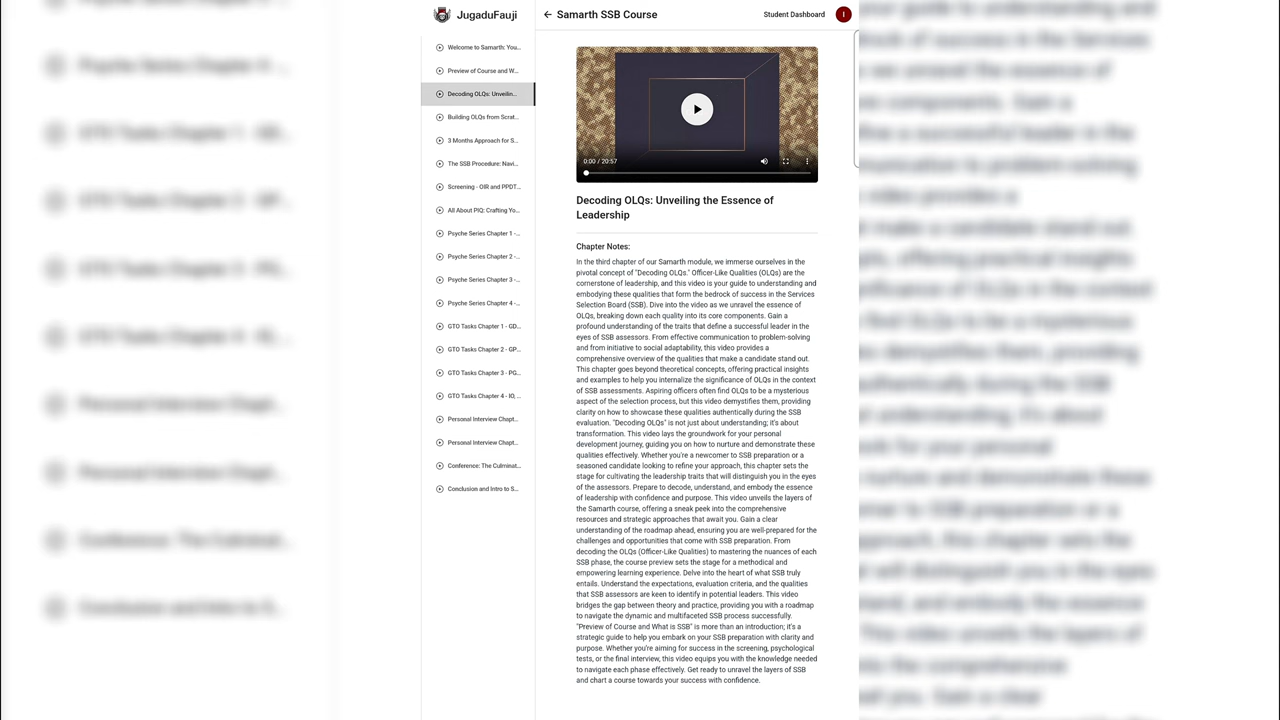 JugaduFauji
Samarth SSB Course
Student Dashboard
I
Welcome to Samarth: You...
Preview of Course and W...
Decoding OLQs: Unveilin...
Building OLQs from Scrat...
3 Months Approach for S...
The SSB Procedure: Navi...
Screening - OIR and PPDT...
All About PIQ: Crafting Yo...
Psyche Series Chapter 1 -...
Psyche Series Chapter 2 -...
Psyche Series Chapter 3 -...
Psyche Series Chapter 4 -...
GTO Tasks Chapter 1 - GD...
GTO Tasks Chapter 2 - GP...
GTO Tasks Chapter 3 - PG...
GTO Tasks Chapter 4 - IO, ...
Personal Interview Chapt...
Personal Interview Chapt...
Conference: The Culminat...
Conclusion and Intro to S...
0:00 / 20:57
Decoding OLQs: Unveiling the Essence of
Leadership
Chapter Notes:
In the third chapter of our Samarth module, we immerse ourselves in the
pivotal concept of "Decoding OLQs." Officer-Like Qualities (OLQs) are the
cornerstone of leadership, and this video is your guide to understanding and
embodying these qualities that form the bedrock of success in the Services
Selection Board (SSB). Dive into the video as we unravel the essence of
OLQs, breaking down each quality into its core components. Gain a
profound understanding of the traits that define a successful leader in the
eyes of SSB assessors. From effective communication to problem-solving
and from initiative to social adaptability, this video provides a
comprehensive overview of the qualities that make a candidate stand out.
This chapter goes beyond theoretical concepts, offering practical insights
and examples to help you internalize the significance of OLQs in the context
of SSB assessments. Aspiring officers often find OLQs to be a mysterious
aspect of the selection process, but this video demystifies them, providing
clarity on how to showcase these qualities authentically during the SSB
evaluation. "Decoding OLQs" is not just about understanding; it's about
transformation. This video lays the groundwork for your personal
development journey, guiding you on how to nurture and demonstrate these
qualities effectively. Whether you're a newcomer to SSB preparation or a
seasoned candidate looking to refine your approach, this chapter sets the
stage for cultivating the leadership traits that will distinguish you in the eyes
of the assessors. Prepare to decode, understand, and embody the essence
of leadership with confidence and purpose. This video unveils the layers of
the Samarth course, offering a sneak peek into the comprehensive
resources and strategic approaches that await you. Gain a clear
understanding of the roadmap ahead, ensuring you are well-prepared for the
challenges and opportunities that come with SSB preparation. From
decoding the OLQs (Officer-Like Qualities) to mastering the nuances of each
SSB phase, the course preview sets the stage for a methodical and
empowering learning experience. Delve into the heart of what SSB truly
entails. Understand the expectations, evaluation criteria, and the qualities
that SSB assessors are keen to identify in potential leaders. This video
bridges the gap between theory and practice, providing you with a roadmap
to navigate the dynamic and multifaceted SSB process successfully.
"Preview of Course and What is SSB" is more than an introduction; it's a
strategic guide to help you embark on your SSB preparation with clarity and
purpose. Whether you're aiming for success in the screening, psychological
tests, or the final interview, this video equips you with the knowledge needed
to navigate each phase effectively. Get ready to unravel the layers of SSB
and chart a course towards your success with confidence.